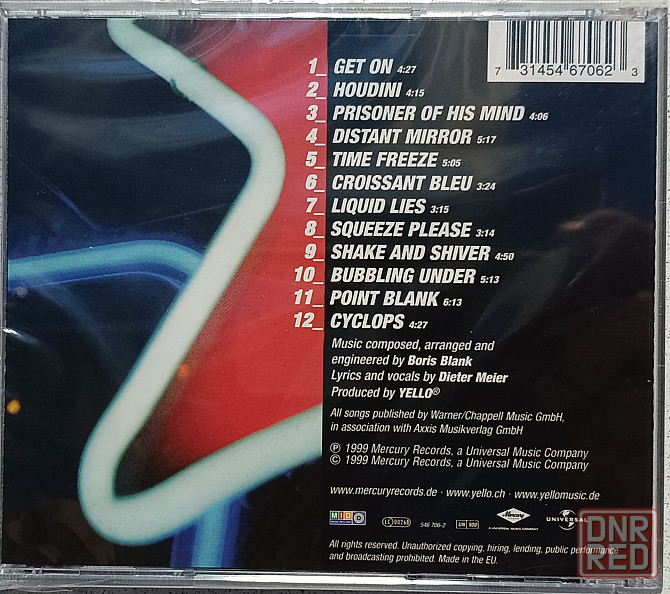 1_ GET ON 4:27
2_ HOUDINI 4:15
3_ PRISONER OF HIS MIND 4:06
4_ DISTANT MIRROR 5:17
5_ TIME FREEZE 5:05
6_ CROISSANT BLEU 3:24
7_ LIQUID LIES 3:15
8_ SQUEEZE PLEASE 3:14
9_ SHAKE AND SHIVER 4:50
10_ BUBBLING UNDER 5:13
11_ POINT BLANK 6:13
12_ CYCLOPS 4:27
7 31454 67062 3
Music composed, arranged and
engineered by Boris Blank
Lyrics and vocals by Dieter Meier
Produced by YELLO®
All songs published by Warner/Chappell Music GmbH,
in association with Axxis Musikverlag GmbH
℗ 1999 Mercury Records, a Universal Music Company
© 1999 Mercury Records, a Universal Music Company
www.mercuryrecords.de · www.yello.ch · www.yellomusic.de
LC 00268 546 706-2 UN 900 Mercury UNIVERSAL
A UNIVERSAL MUSIC COMPANY
All rights reserved. Unauthorized copying, hiring, lending, public performance
and broadcasting prohibited. Made in the EU.
DNR
RED